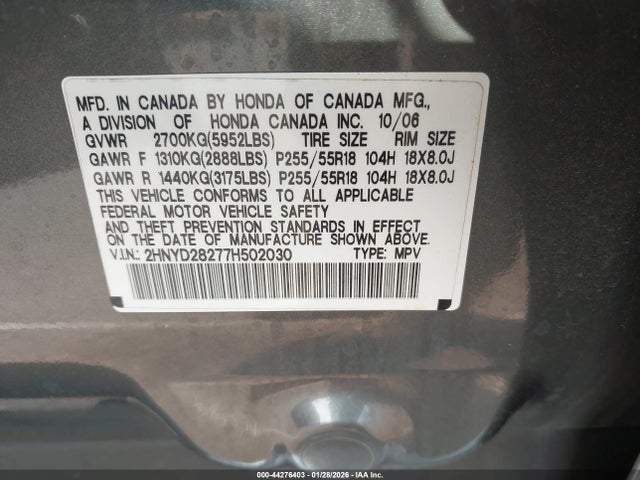 MFD. IN CANADA BY HONDA OF CANADA MFG.,
A DIVISION OF HONDA CANADA INC. 10/06
GVWR 2700KG(5952LBS) TIRE SIZE RIM SIZE
GAWR F 1310KG(2888LBS) P255/55R18 104H 18X8.0J
GAWR R 1440KG(3175LBS) P255/55R18 104H 18X8.0J
THIS VEHICLE CONFORMS TO ALL APPLICABLE
FEDERAL MOTOR VEHICLE SAFETY
AND THEFT PREVENTION STANDARDS IN EFFECT ON
THE DATE OF MANUFACTURE SHOWN ABOVE.
V.I.N.: 2HNYD28277H502030 TYPE: MPV
000-44276403 - 01/28/2026 - IAA Inc.